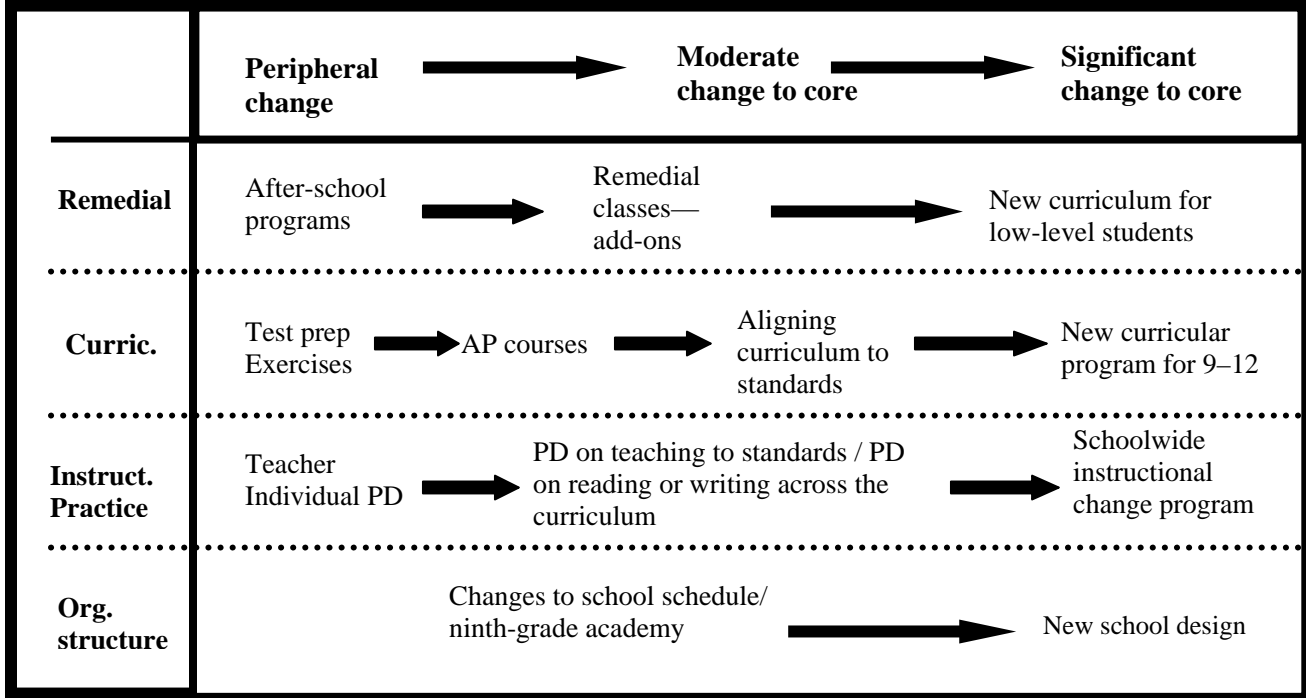 Peripheral
change
Moderate
change to core
Significant
change to core
Remedial
After-school
programs
Remedial
classes—
add-ons
New curriculum for
low-level students
Curric.
Test prep
Exercises
AP courses
Aligning
curriculum to
standards
New curricular
program for 9–12
Instruct.
Practice
Teacher
Individual PD
PD on teaching to standards / PD
on reading or writing across the
curriculum
Schoolwide
instructional
change program
Org.
structure
Changes to school schedule/
ninth-grade academy
New school design